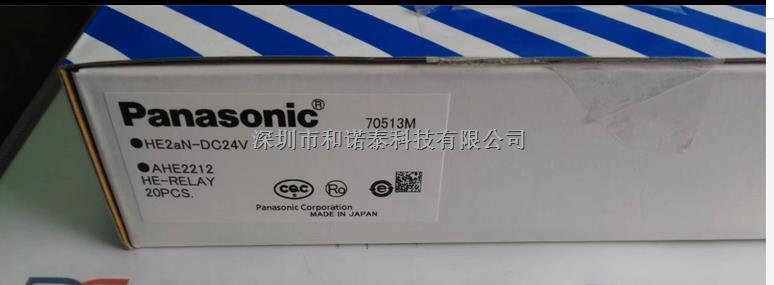 Panasonic®
70513M
●HE2aN-DC24V
深圳市和诺泰科技有限公司
●AHE2212
HE-RELAY
20PCS.
CQC
Ro
e
Panasonic Corporation
MADE IN JAPAN